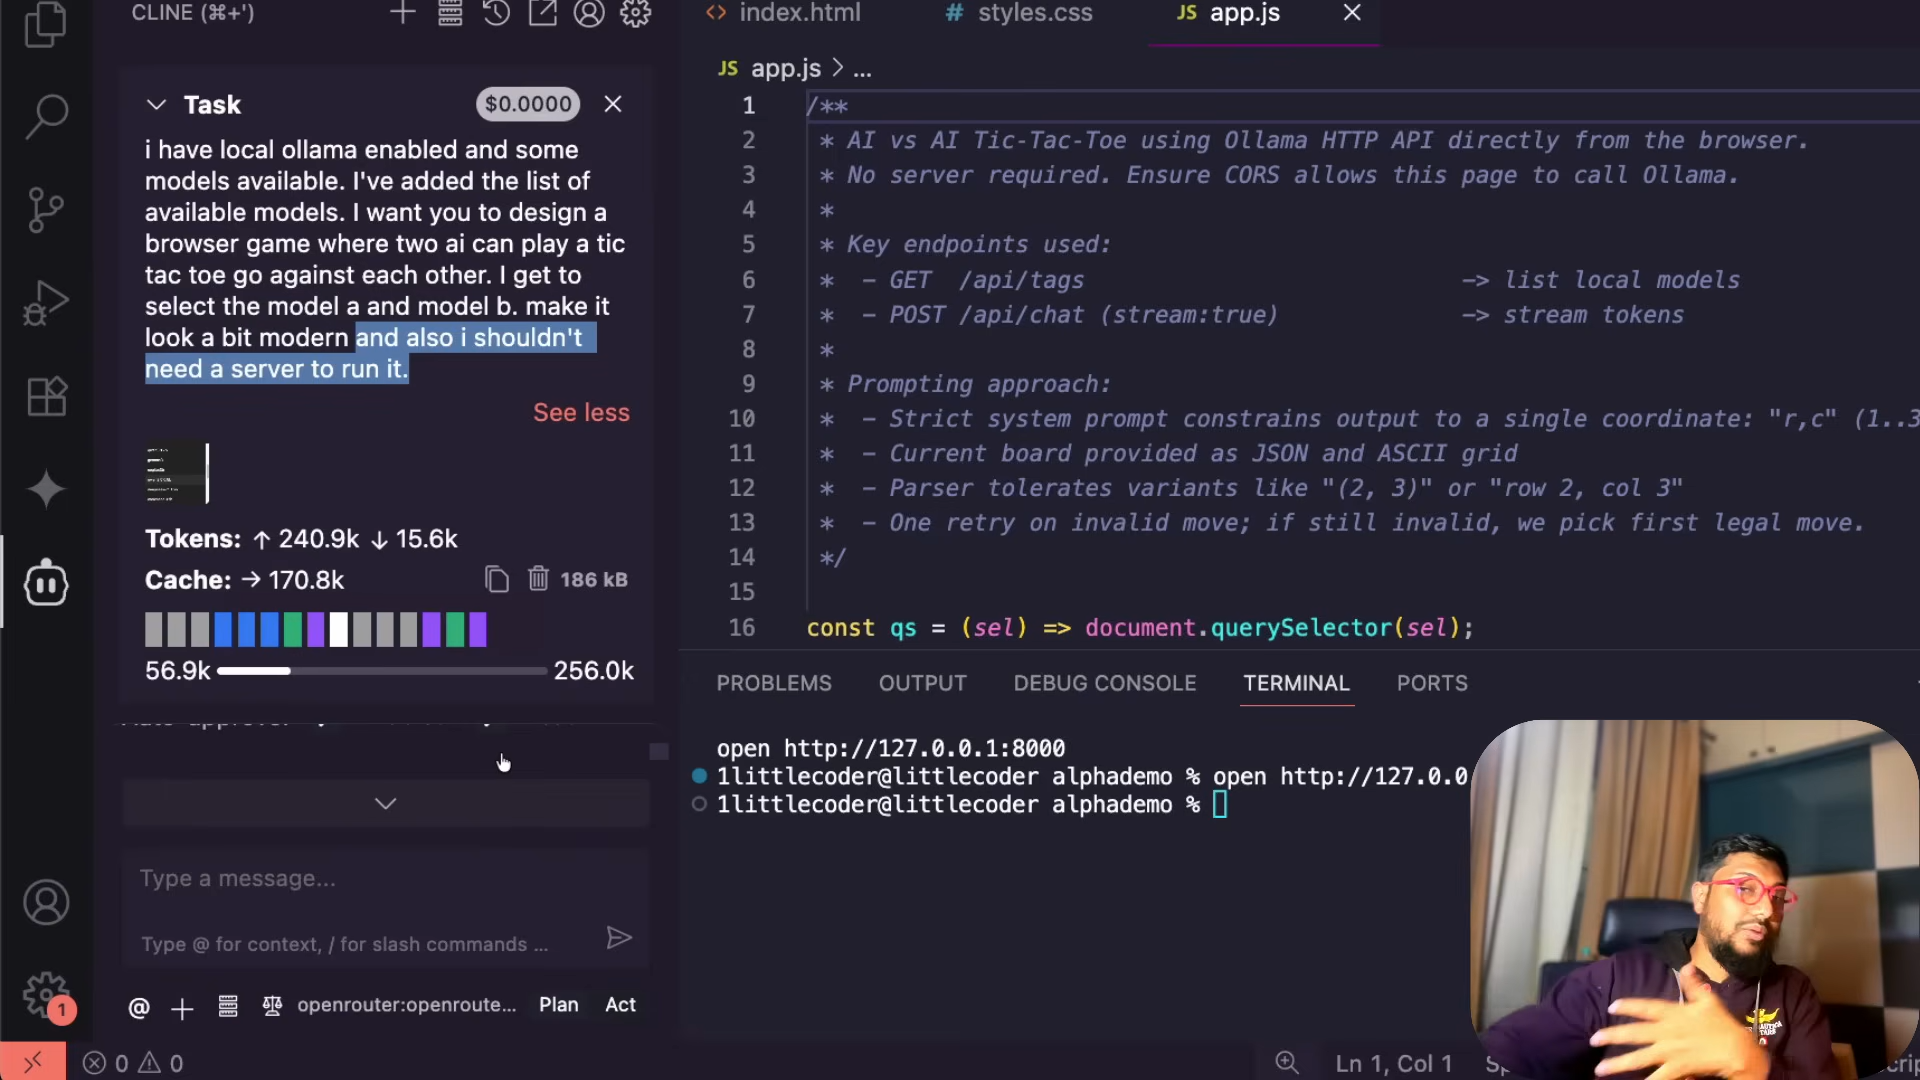 CLINE (⌘+')
Task
$0.0000
i have local ollama enabled and some
models available. I've added the list of
available models. I want you to design a
browser game where two ai can play a tic
tac toe go against each other. I get to
select the model a and model b. make it
look a bit modern and also i shouldn't
need a server to run it.
See less
Tokens: ↑ 240.9k ↓ 15.6k
Cache: → 170.8k
186 kB
56.9k
256.0k
Type a message...
Type @ for context, / for slash commands ...
@ + openrouter:openroute... Plan Act
1
0 0
<> index.html
# styles.css
JS app.js
JS app.js > ...
1 /**
2 * AI vs AI Tic-Tac-Toe using Ollama HTTP API directly from the browser.
3 * No server required. Ensure CORS allows this page to call Ollama.
4 *
5 * Key endpoints used:
6 * - GET /api/tags -> list local models
7 * - POST /api/chat (stream:true) -> stream tokens
8 *
9 * Prompting approach:
10 * - Strict system prompt constrains output to a single coordinate: "r,c" (1..3
11 * - Current board provided as JSON and ASCII grid
12 * - Parser tolerates variants like "(2, 3)" or "row 2, col 3"
13 * - One retry on invalid move; if still invalid, we pick first legal move.
14 */
15
16 const qs = (sel) => document.querySelector(sel);
PROBLEMS OUTPUT DEBUG CONSOLE TERMINAL PORTS
open http://127.0.0.1:8000
1littlecoder@littlecoder alphademo % open http://127.0.0
1littlecoder@littlecoder alphademo %
Ln 1, Col 1